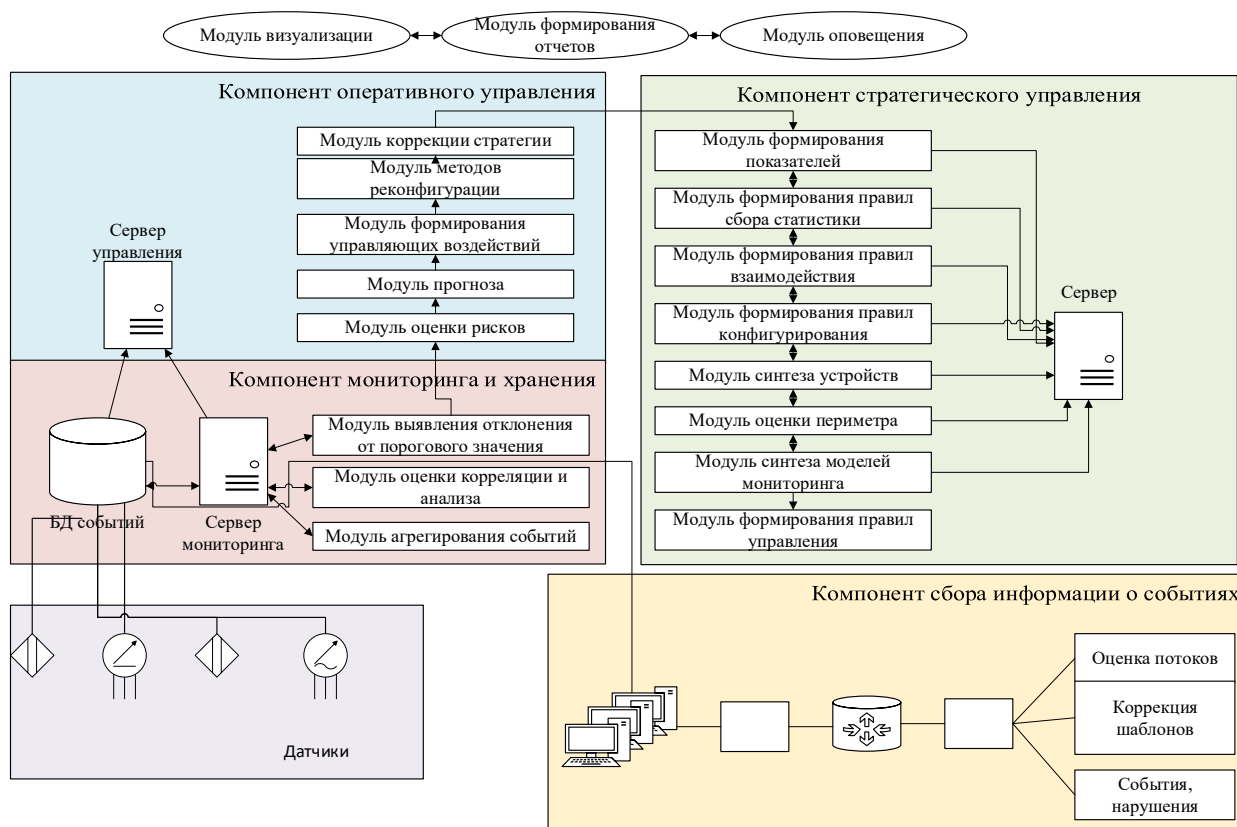 Модуль визуализации
Модуль формирования
отчетов
Модуль оповещения
Компонент оперативного управления
Модуль коррекции стратегии
Модуль методов
реконфигурации
Модуль формирования
управляющих воздействий
Модуль прогноза
Модуль оценки рисков
Сервер
управления
Компонент мониторинга и хранения
Модуль выявления отклонения
от порогового значения
Модуль оценки корреляции и
анализа
Модуль агрегирования событий
БД событий
Сервер
мониторинга
Компонент стратегического управления
Модуль формирования
показателей
Модуль формирования правил
сбора статистики
Модуль формирования правил
взаимодействия
Модуль формирования правил
конфигурирования
Модуль синтеза устройств
Модуль оценки периметра
Модуль синтеза моделей
мониторинга
Модуль формирования правил
управления
Сервер
Датчики
Компонент сбора информации о событиях
Оценка потоков
Коррекция
шаблонов
События,
нарушения